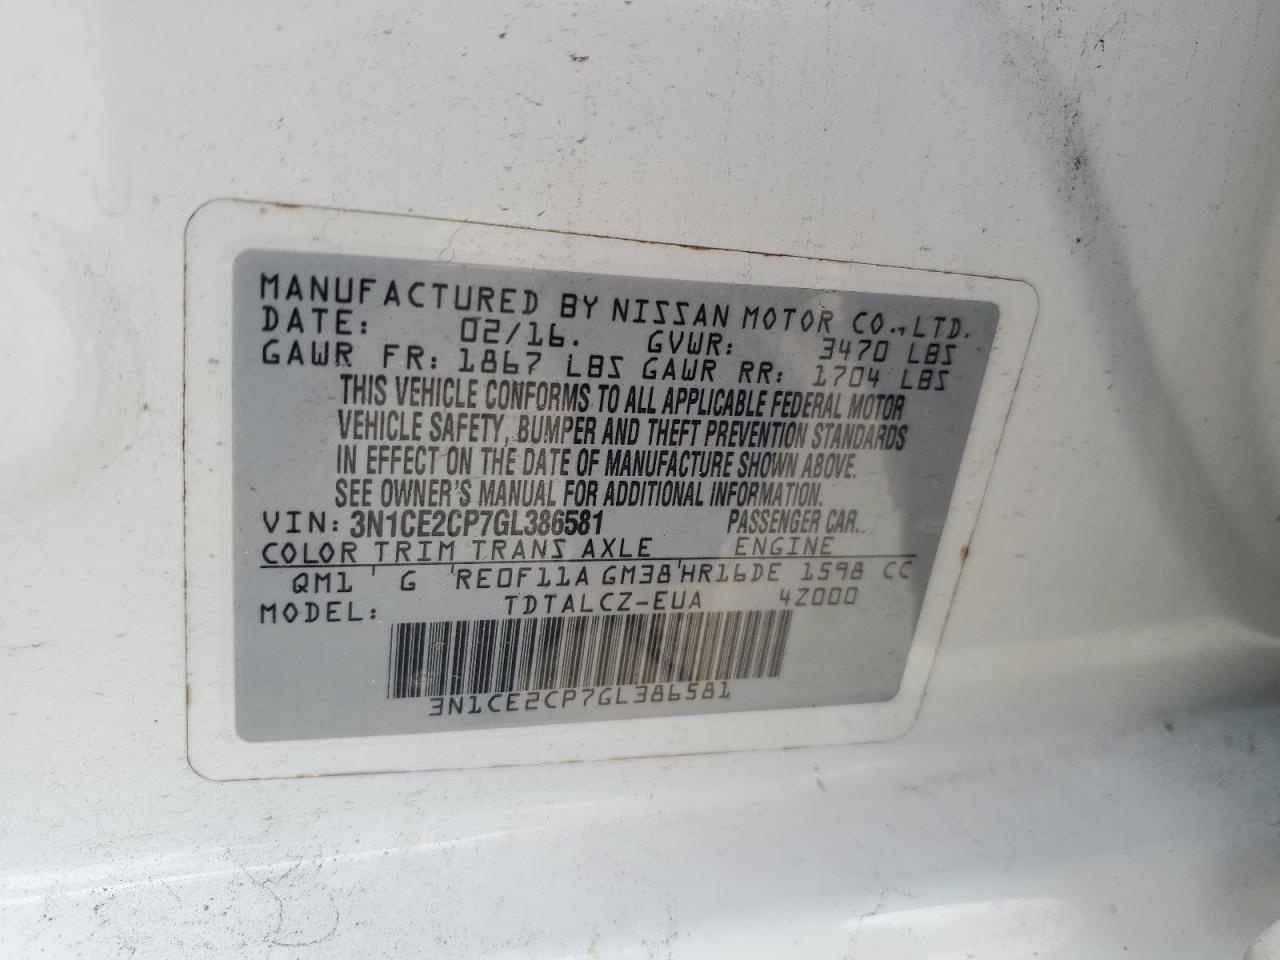 MANUFACTURED BY NISSAN MOTOR CO.,LTD.
DATE: 02/16. GVWR: 3470 LBS
GAWR FR: 1867 LBS GAWR RR: 1704 LBS
THIS VEHICLE CONFORMS TO ALL APPLICABLE FEDERAL MOTOR
VEHICLE SAFETY, BUMPER AND THEFT PREVENTION STANDARDS
IN EFFECT ON THE DATE OF MANUFACTURE SHOWN ABOVE.
SEE OWNER'S MANUAL FOR ADDITIONAL INFORMATION.
VIN: 3N1CE2CP7GL386581 PASSENGER CAR.
COLOR TRIM TRANS AXLE ENGINE
QM1 ' G ' RE0F11A GM38'HR16DE 1598 CC
MODEL: TDTALCZ-EUA 4Z000
3N1CE2CP7GL386581